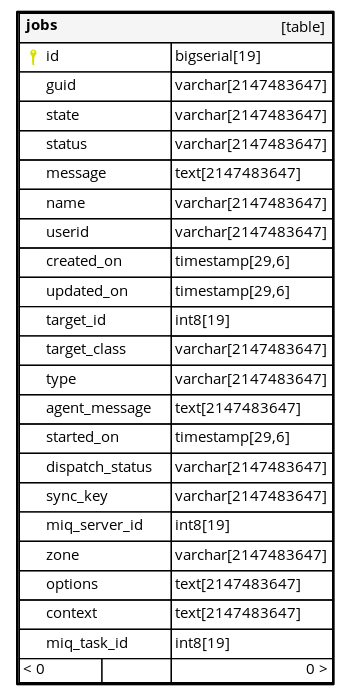 jobs [table]
id bigserial[19]
guid varchar[2147483647]
state varchar[2147483647]
status varchar[2147483647]
message text[2147483647]
name varchar[2147483647]
userid varchar[2147483647]
created_on timestamp[29,6]
updated_on timestamp[29,6]
target_id int8[19]
target_class varchar[2147483647]
type varchar[2147483647]
agent_message text[2147483647]
started_on timestamp[29,6]
dispatch_status varchar[2147483647]
sync_key varchar[2147483647]
miq_server_id int8[19]
zone varchar[2147483647]
options text[2147483647]
context text[2147483647]
miq_task_id int8[19]
< 0 0 >